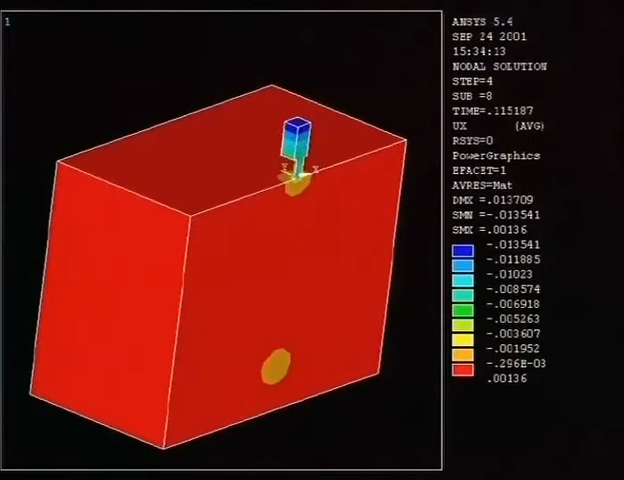 1
ANSYS 5.4
SEP 24 2001
15:34:13
NODAL SOLUTION
STEP=4
SUB =8
TIME=.115187
UX (AVG)
RSYS=0
PowerGraphics
EFACET=1
AVRES=Mat
DMX =.013709
SMN =-.013541
SMX =.00136
-.013541
-.011885
-.01023
-.008574
-.006918
-.005263
-.003607
-.001952
-.296E-03
.00136